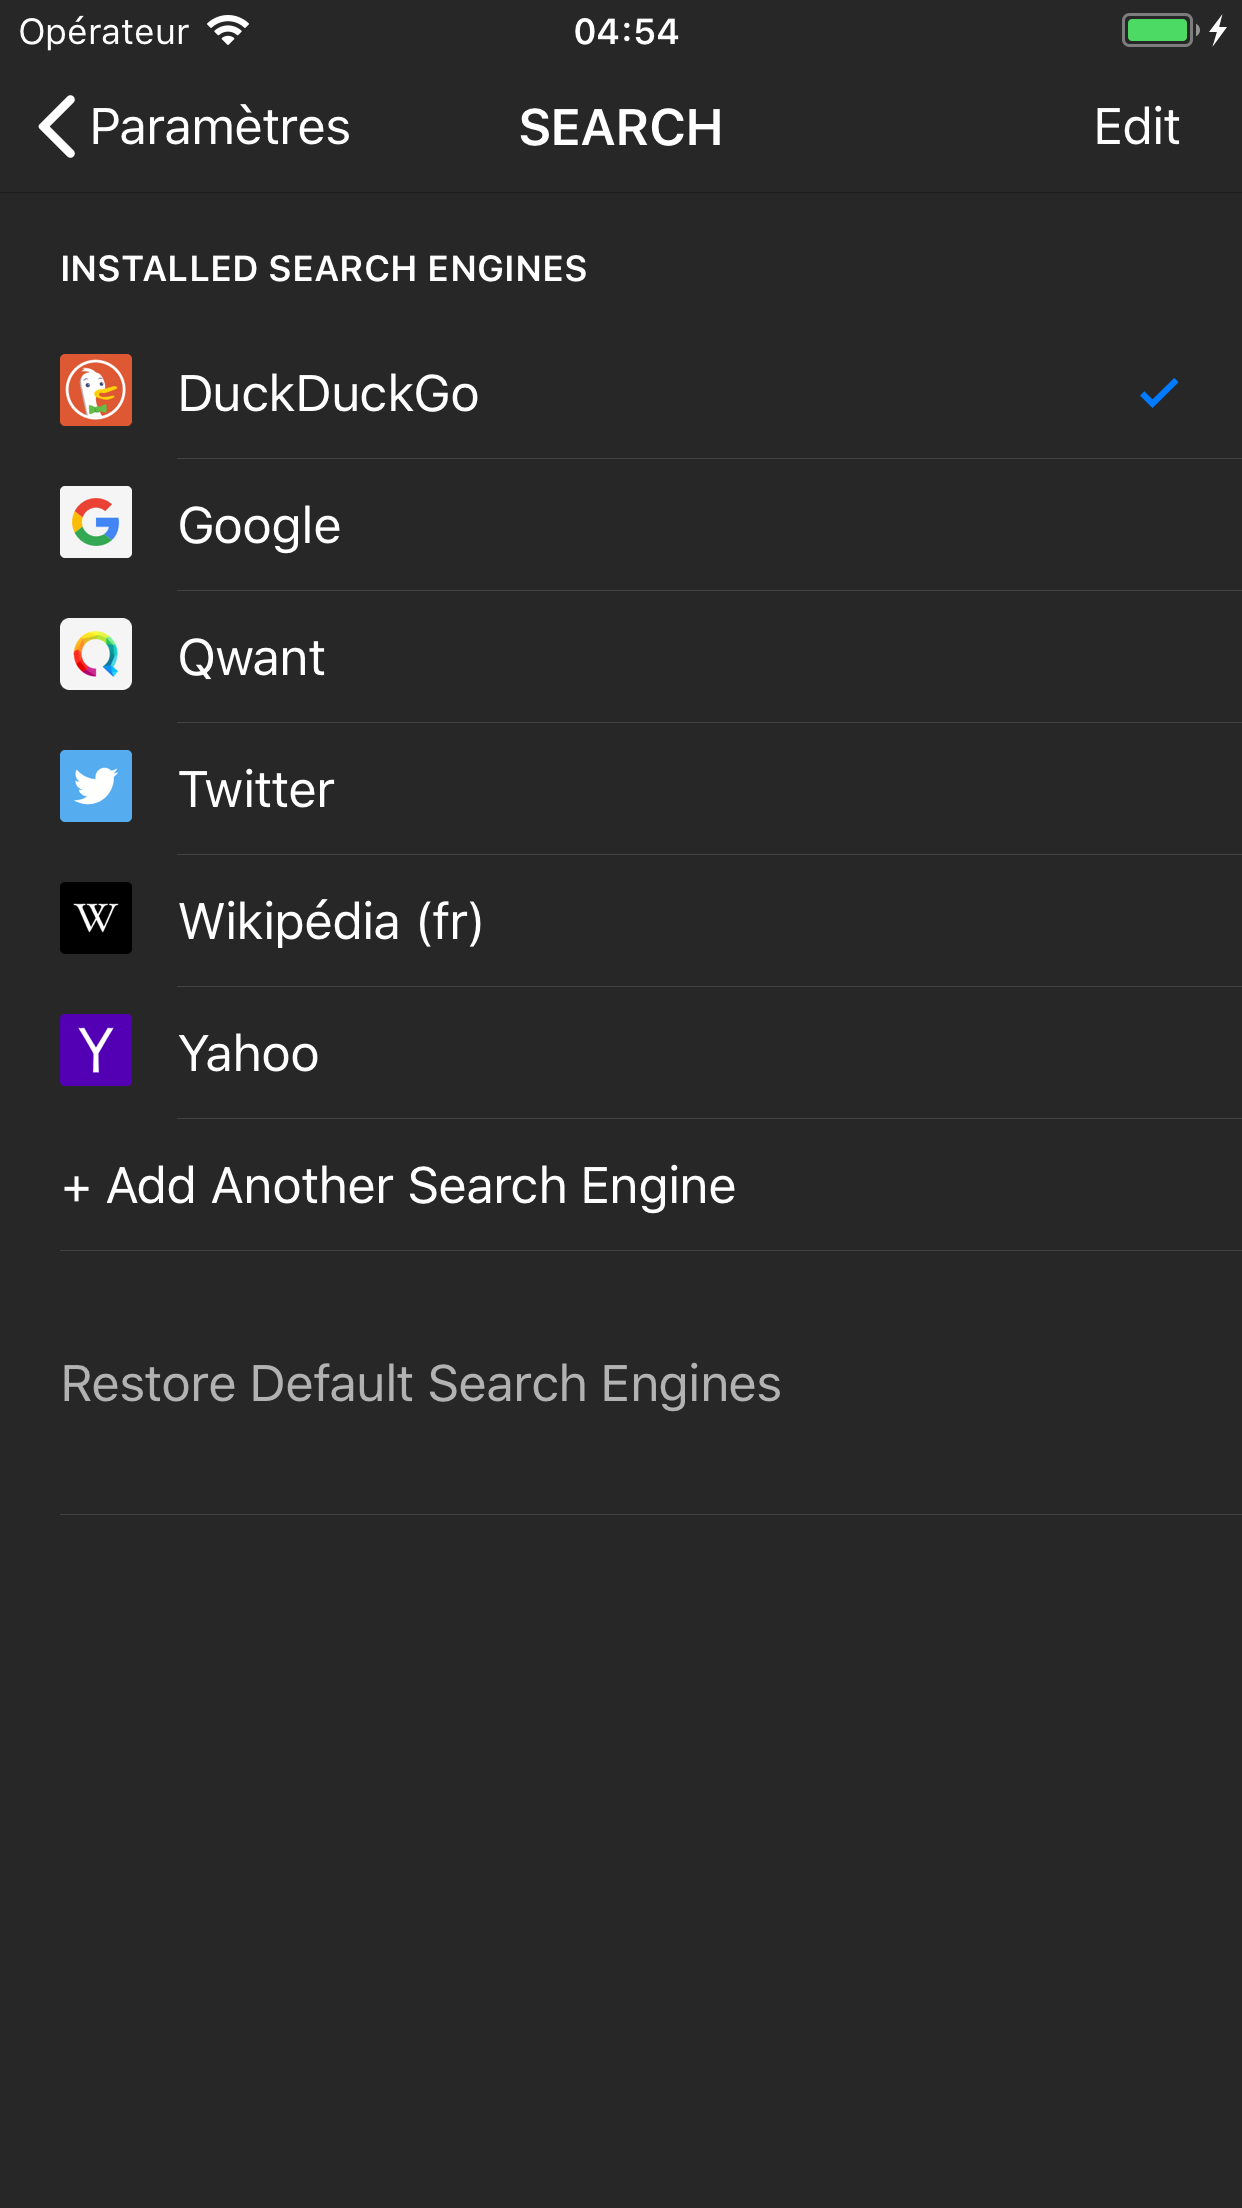 Opérateur 04:54
Paramètres SEARCH Edit
INSTALLED SEARCH ENGINES
DuckDuckGo
Google
Qwant
Twitter
W Wikipédia (fr)
Y Yahoo
+ Add Another Search Engine
Restore Default Search Engines